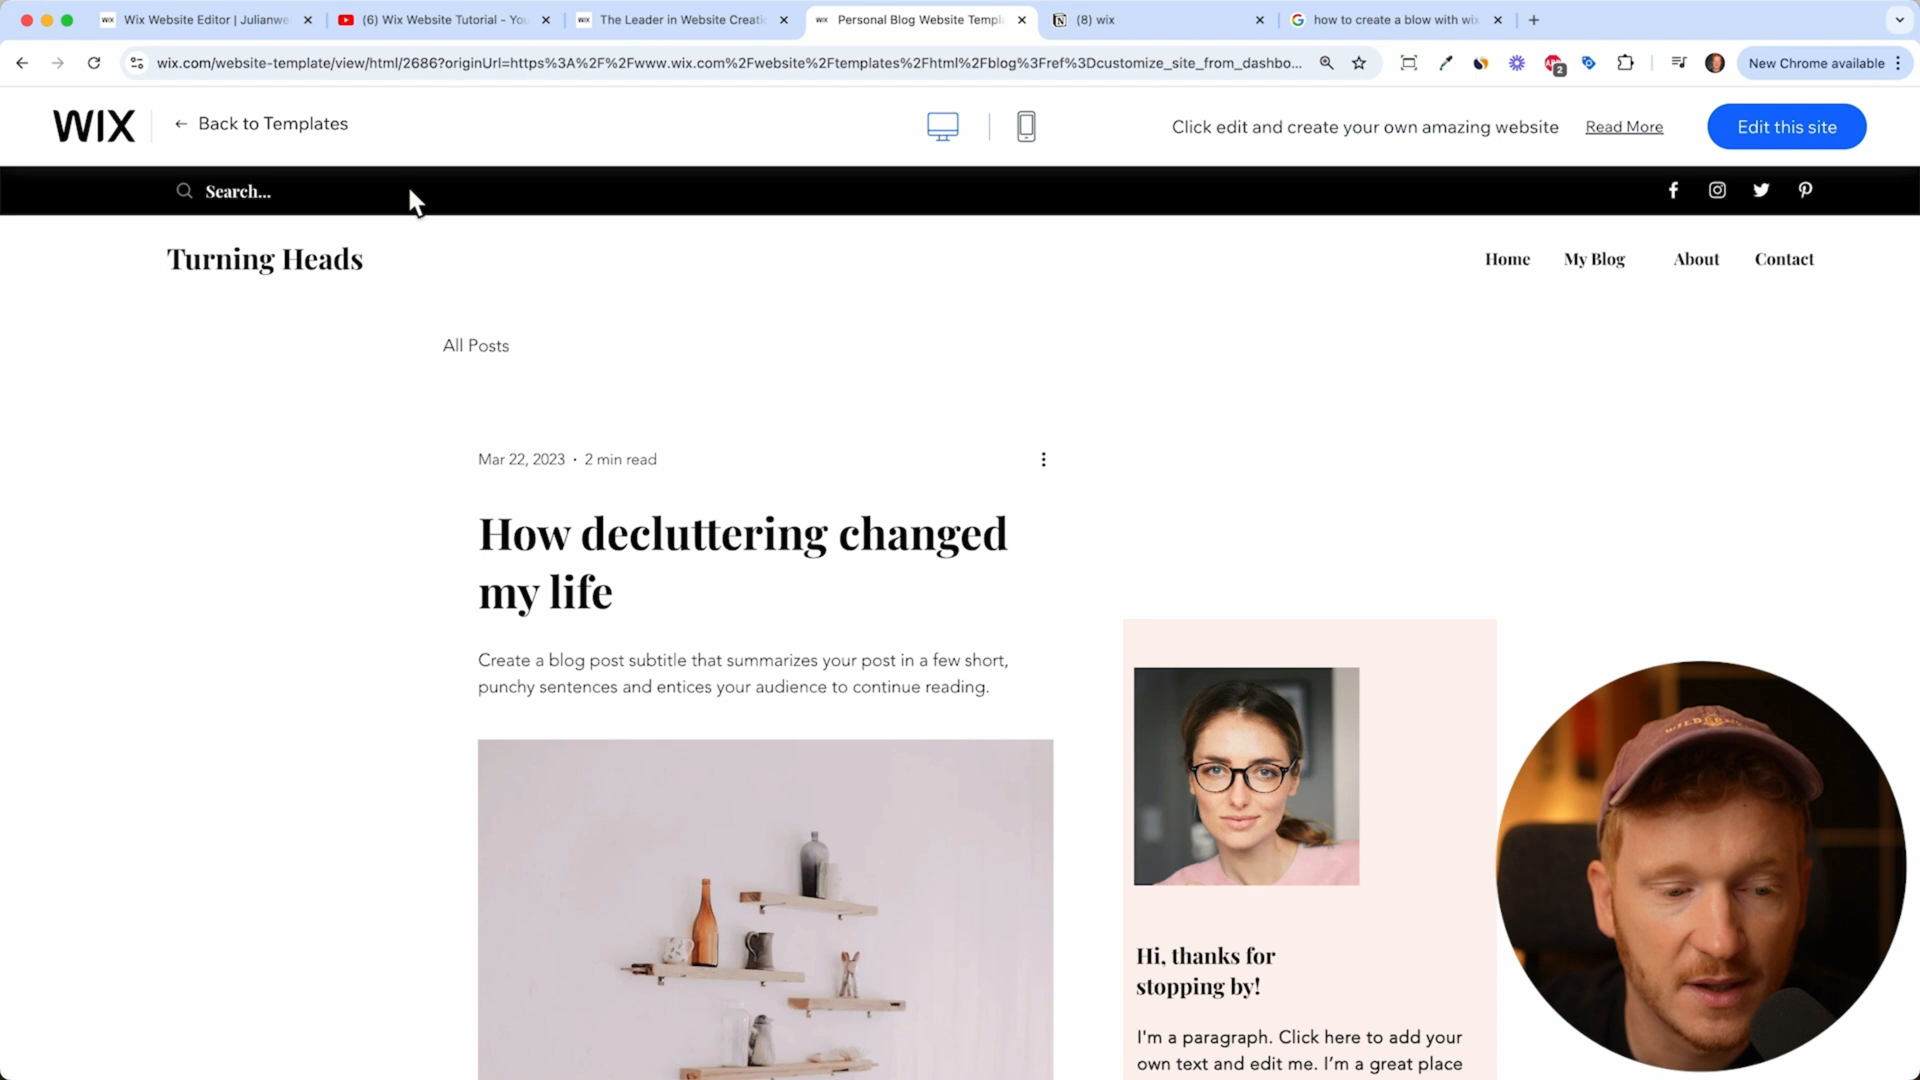 WIX Wix Website Editor | Julianwe
(6) Wix Website Tutorial - You
WIX The Leader in Website Creatio
WIX Personal Blog Website Templa
(8) wix
how to create a blow with wix
wix.com/website-template/view/html/2686?originUrl=https%3A%2F%2Fwww.wix.com%2Fwebsite%2Ftemplates%2Fhtml%2Fblog%3Fref%3Dcustomize_site_from_dashbo...
2
New Chrome available
WIX
← Back to Templates
Click edit and create your own amazing website
Read More
Edit this site
Search...
Turning Heads
Home
My Blog
About
Contact
All Posts
Mar 22, 2023 · 2 min read
How decluttering changed
my life
Create a blog post subtitle that summarizes your post in a few short,
punchy sentences and entices your audience to continue reading.
Hi, thanks for
stopping by!
I'm a paragraph. Click here to add your
own text and edit me. I'm a great place